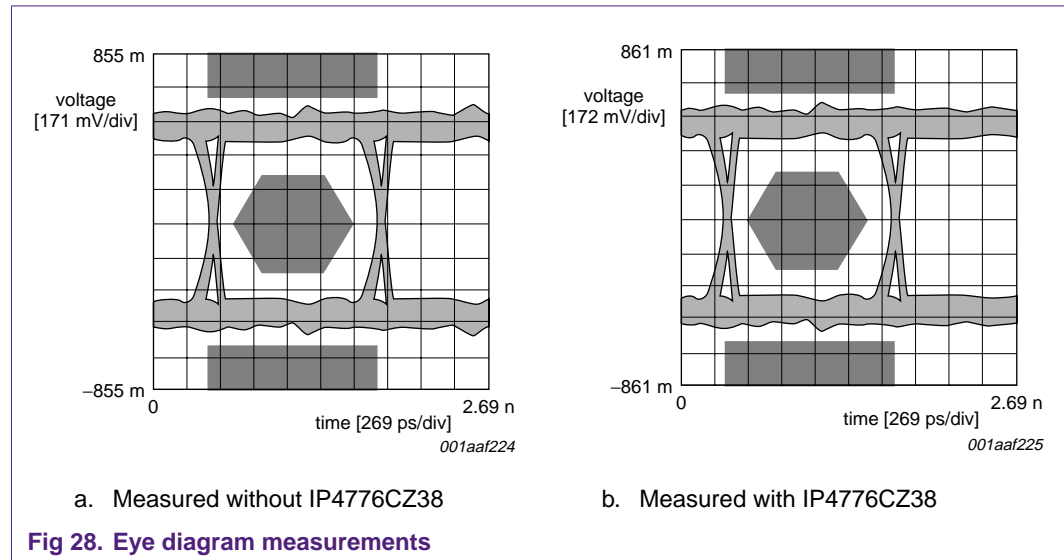 855 m
voltage
[171 mV/div]
−855 m
0
2.69 n
time [269 ps/div]
001aaf224
a. Measured without IP4776CZ38
861 m
voltage
[172 mV/div]
−861 m
0
2.69 n
time [269 ps/div]
001aaf225
b. Measured with IP4776CZ38
Fig 28. Eye diagram measurements